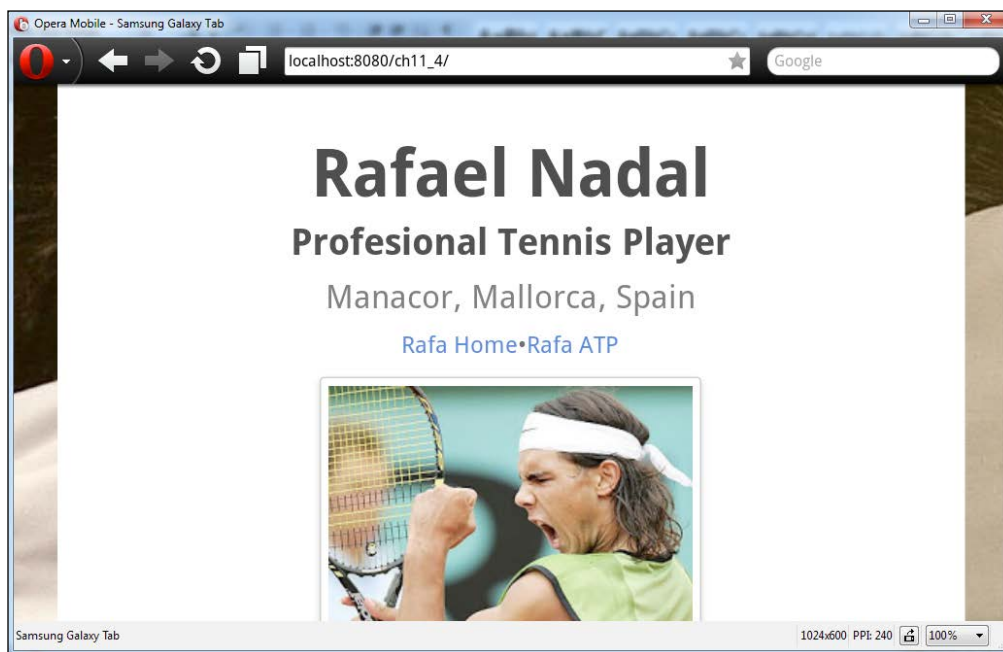 Opera Mobile - Samsung Galaxy Tab
localhost:8080/ch11_4/
Google
Rafael Nadal
Profesional Tennis Player
Manacor, Mallorca, Spain
Rafa Home•Rafa ATP
Samsung Galaxy Tab
1024x600 PPI: 240
100%